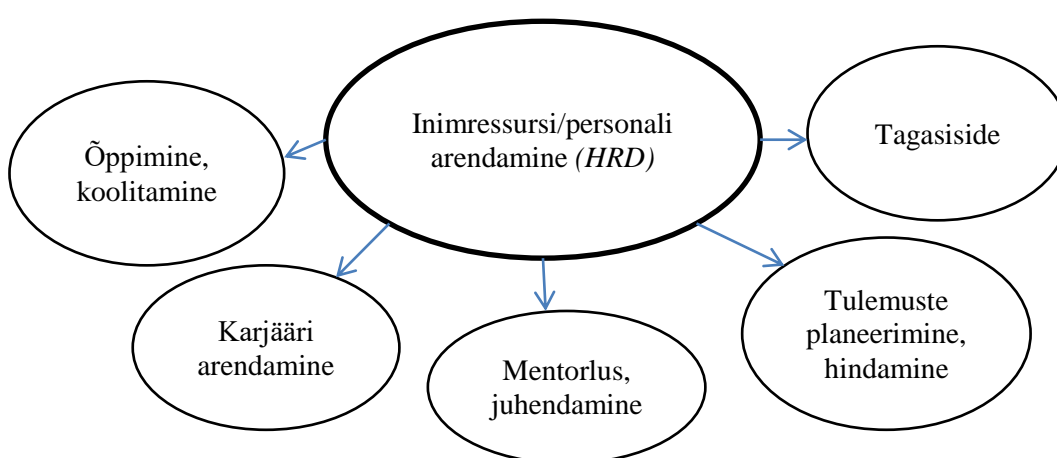 Inimressursi/personali
arendamine (HRD)
Tagasiside
Õppimine,
koolitamine
Karjääri
arendamine
Mentorlus,
juhendamine
Tulemuste
planeerimine,
hindamine